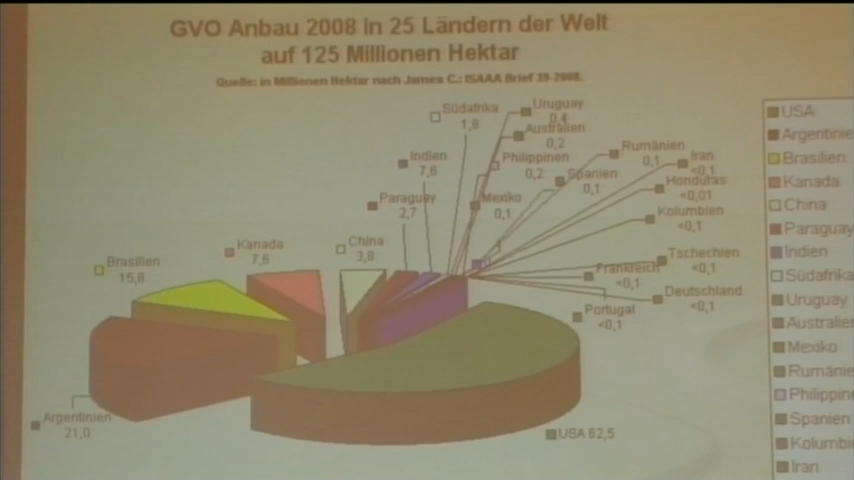 GVO Anbau 2008 in 25 Ländern der Welt
auf 125 Millionen Hektar
Quelle: in Millionen Hektar nach James C.: ISAAA Brief 39-2008.
Südafrika
1,8
Uruguay
0,4
Australien
0,2
Indien
7,6
Philippinen
0,2
Rumänien
0,1
Iran
<0,1
Spanien
0,1
Honduras
<0,01
Paraguay
2,7
Mexiko
0,1
Kolumbien
<0,1
Kanada
7,6
China
3,8
Tschechien
<0,1
Brasilien
15,8
Frankreich
<0,1
Deutschland
<0,1
Portugal
<0,1
Argentinien
21,0
USA 62,5
USA
Argentinie
Brasilien
Kanada
China
Paraguay
Indien
Südafrika
Uruguay
Australier
Mexiko
Rumänie
Philippine
Spanien
Kolumbi
Iran